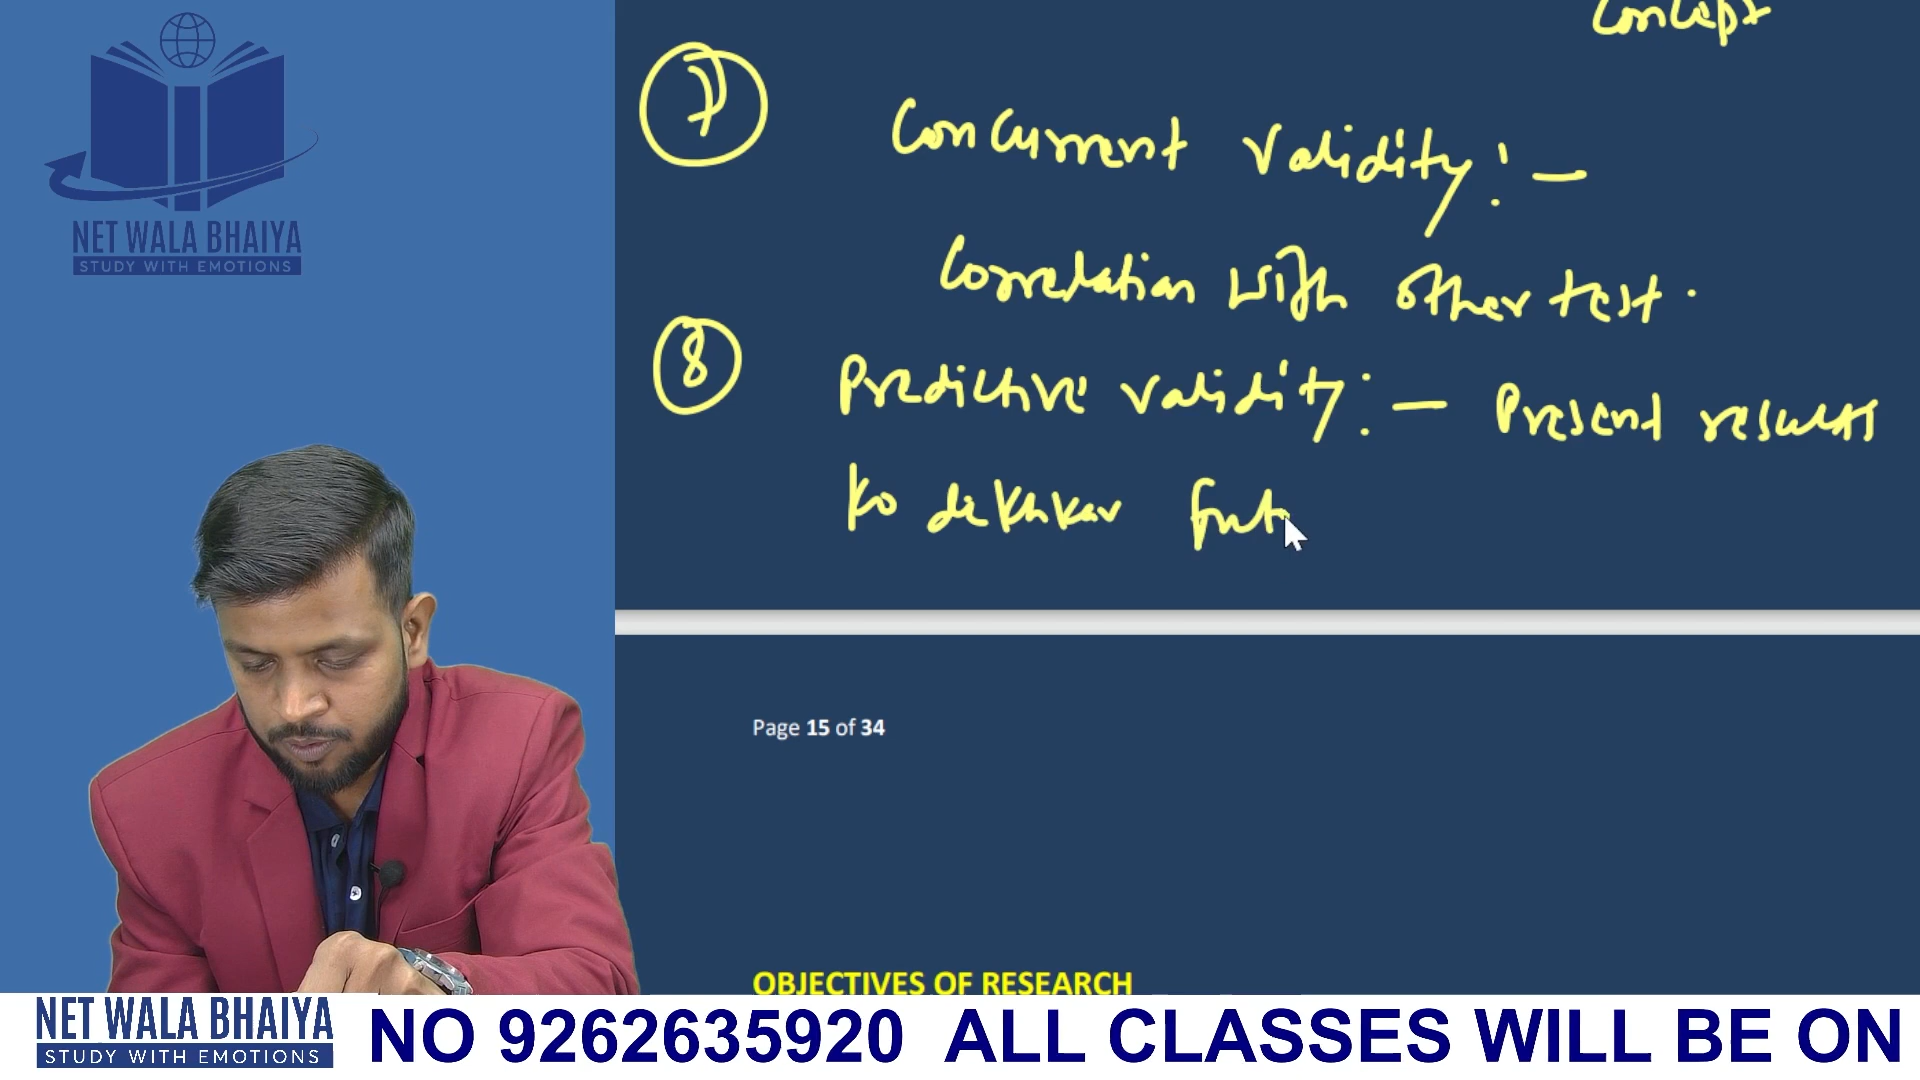 NET WALA BHAIYA
STUDY WITH EMOTIONS
Concept
7
Concurrent Validity:-
Correlation with other test.
8
Predictive Validity:- Present results
ko dekhkar fut
Page 15 of 34
OBJECTIVES OF RESEARCH
NET WALA BHAIYA
STUDY WITH EMOTIONS
NO 9262635920 ALL CLASSES WILL BE ON